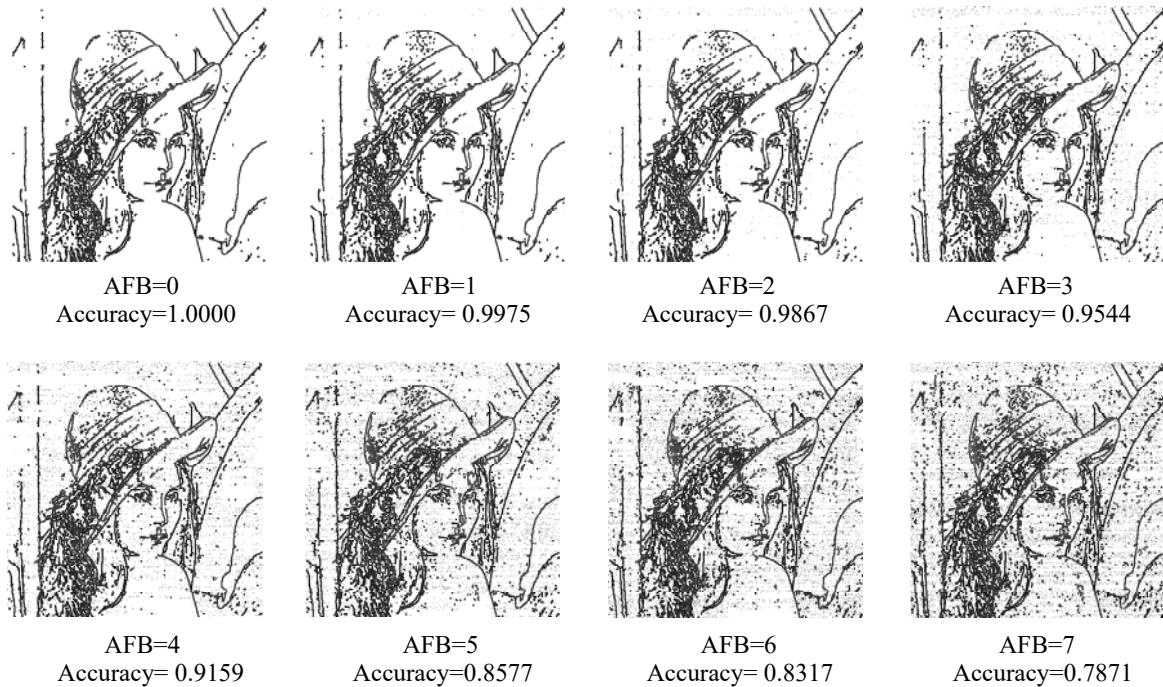 AFB=0
Accuracy=1.0000
AFB=1
Accuracy= 0.9975
AFB=2
Accuracy= 0.9867
AFB=3
Accuracy= 0.9544
AFB=4
Accuracy= 0.9159
AFB=5
Accuracy=0.8577
AFB=6
Accuracy= 0.8317
AFB=7
Accuracy=0.7871